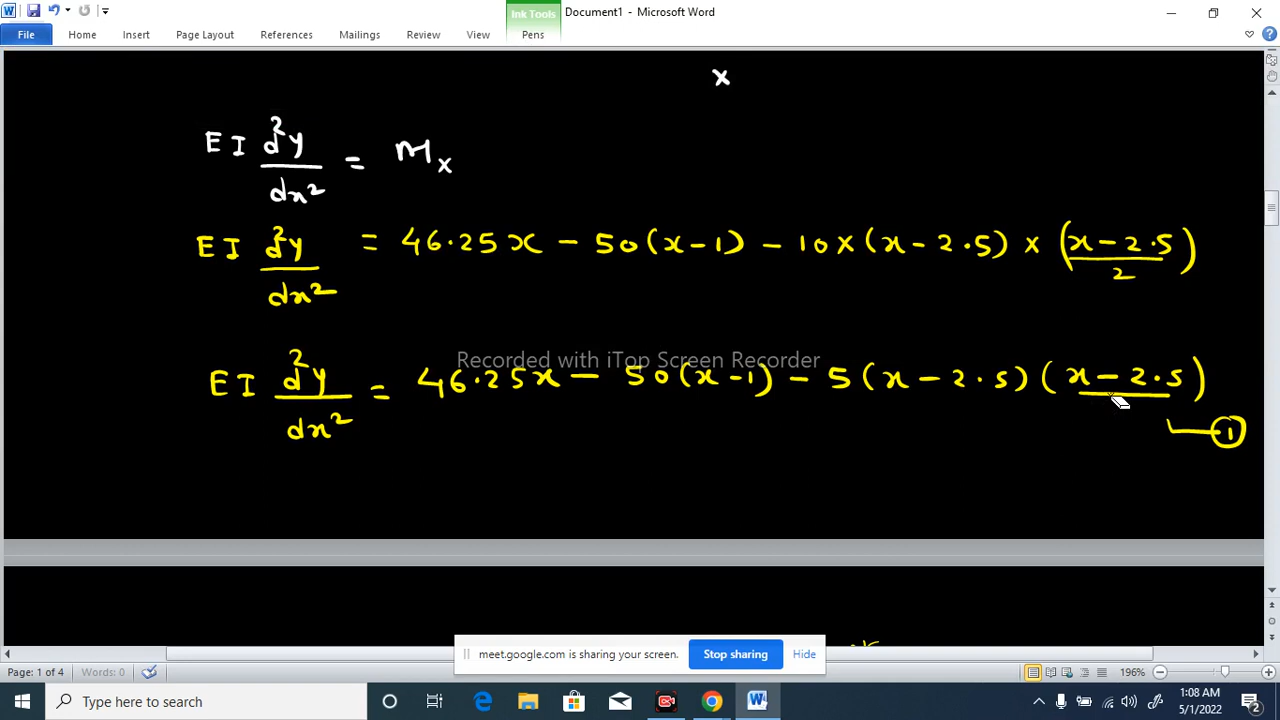 Ink Tools
Document1 - Microsoft Word
File Home Insert Page Layout References Mailings Review View Pens
x
EI d²y/dx² = Mx
EI d²y/dx² = 46.25x - 50(x-1) - 10×(x-2.5)×(x-2.5/2)
Recorded with iTop Screen Recorder
EI d²y/dx² = 46.25x - 50(x-1) - 5(x-2.5)(x-2.5)
1
meet.google.com is sharing your screen. Stop sharing Hide
Page: 1 of 4 Words: 0 196%
Type here to search
1:08 AM
5/1/2022
2